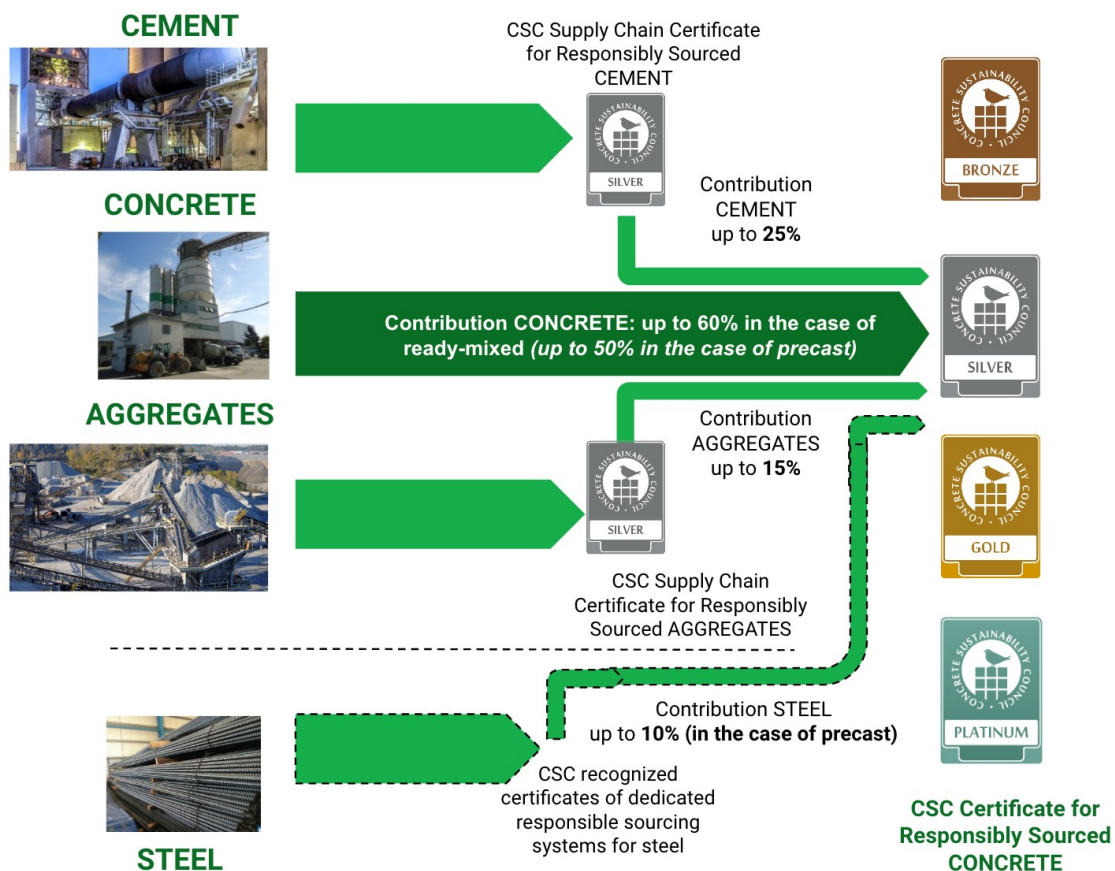 CEMENT
CSC Supply Chain Certificate
for Responsibly Sourced
CEMENT
CONCRETE SUSTAINABILITY COUNCIL
SILVER
CONCRETE SUSTAINABILITY COUNCIL
BRONZE
Contribution
CEMENT
up to 25%
CONCRETE
Contribution CONCRETE: up to 60% in the case of
ready-mixed (up to 50% in the case of precast)
CONCRETE SUSTAINABILITY COUNCIL
SILVER
AGGREGATES
Contribution
AGGREGATES
up to 15%
CONCRETE SUSTAINABILITY COUNCIL
SILVER
CONCRETE SUSTAINABILITY COUNCIL
GOLD
CSC Supply Chain
Certificate for Responsibly
Sourced AGGREGATES
CONCRETE SUSTAINABILITY COUNCIL
PLATINUM
Contribution STEEL
up to 10% (in the case of precast)
CSC recognized
certificates of dedicated
responsible sourcing
systems for steel
STEEL
CSC Certificate for
Responsibly Sourced
CONCRETE